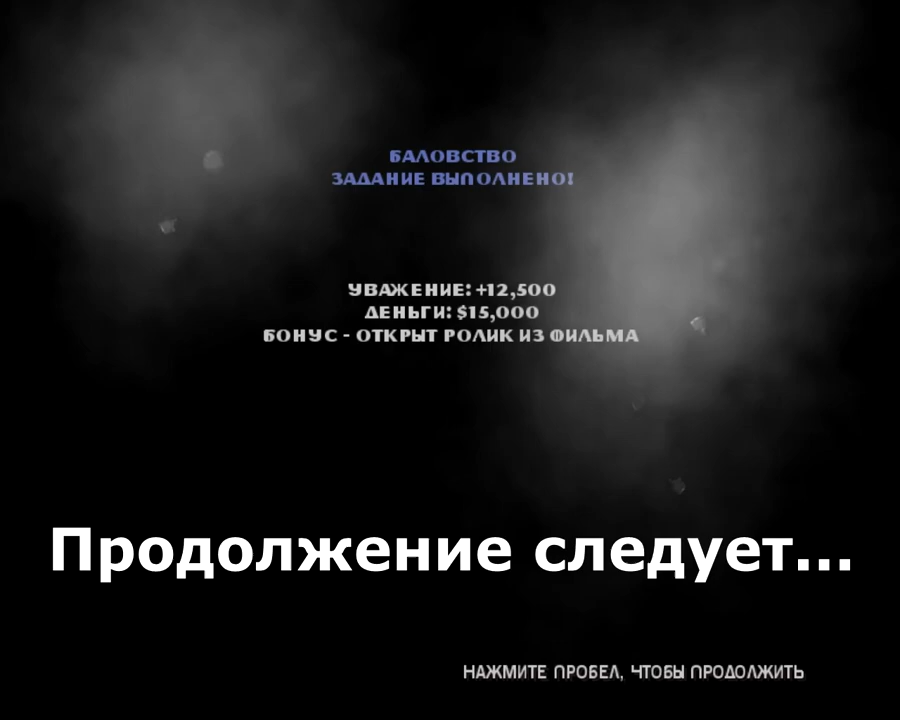 БАЛОВСТВО
ЗАДАНИЕ ВЫПОЛНЕНО!
УВАЖЕНИЕ: +12,500
ДЕНЬГИ: $15,000
БОНУС - ОТКРЫТ РОЛИК ИЗ ФИЛЬМА
Продолжение следует...
НАЖМИТЕ ПРОБЕЛ, ЧТОБЫ ПРОДОЛЖИТЬ